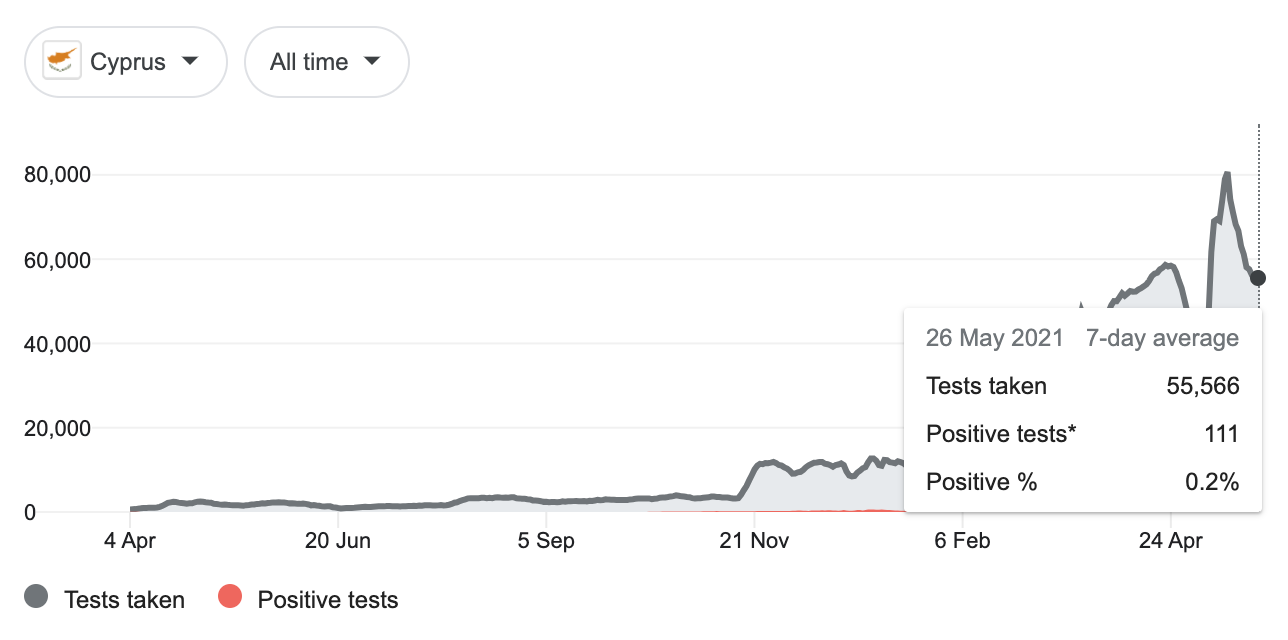 Cyprus All time
80,000
60,000
40,000
20,000
0
26 May 2021 7-day average
Tests taken 55,566
Positive tests* 111
Positive % 0.2%
4 Apr 20 Jun 5 Sep 21 Nov 6 Feb 24 Apr
Tests taken Positive tests